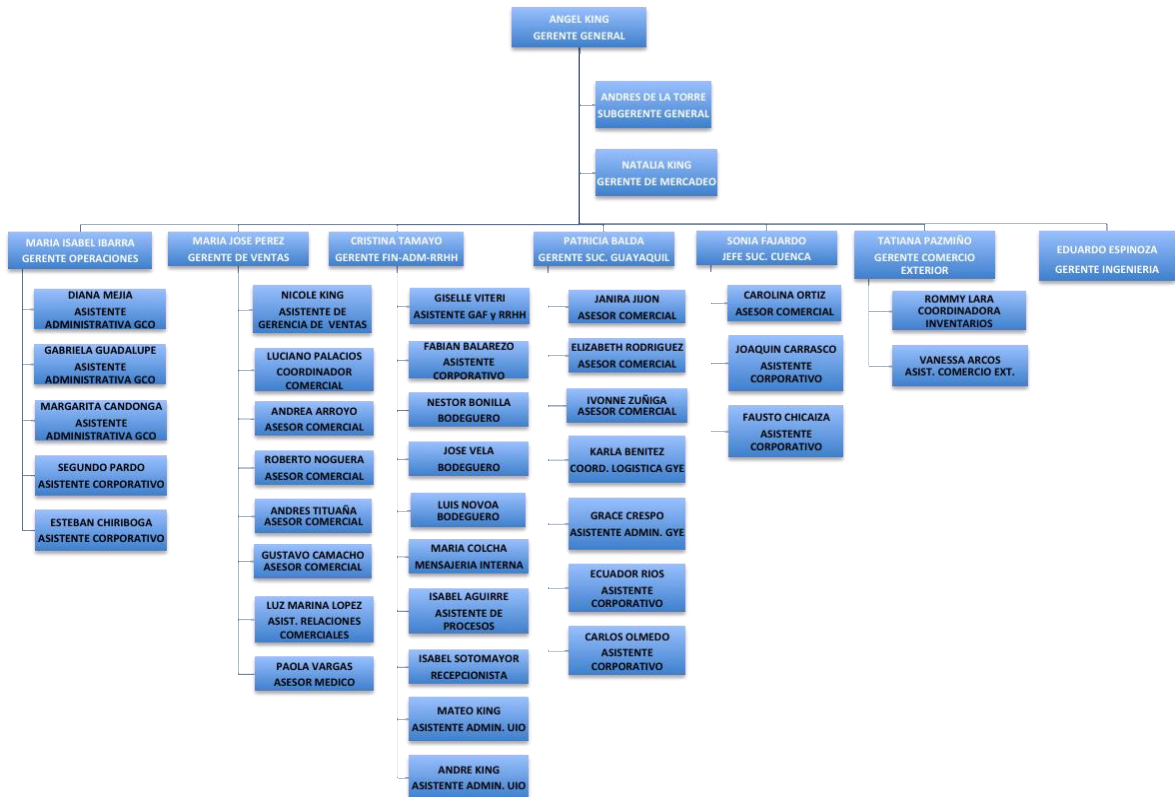 ANGEL KING
GERENTE GENERAL
ANDRES DE LA TORRE
SUBGERENTE GENERAL
NATALIA KING
GERENTE DE MERCADEO
MARIA ISABEL IBARRA
GERENTE OPERACIONES
DIANA MEJIA
ASISTENTE
ADMINISTRATIVA GCO
GABRIELA GUADALUPE
ASISTENTE
ADMINISTRATIVA GCO
MARGARITA CANDONGA
ASISTENTE
ADMINISTRATIVA GCO
SEGUNDO PARDO
ASISTENTE CORPORATIVO
ESTEBAN CHIRIBOGA
ASISTENTE CORPORATIVO
MARIA JOSE PEREZ
GERENTE DE VENTAS
NICOLE KING
ASISTENTE DE
GERENCIA DE VENTAS
LUCIANO PALACIOS
COORDINADOR
COMERCIAL
ANDREA ARROYO
ASESOR COMERCIAL
ROBERTO NOGUERA
ASESOR COMERCIAL
ANDRES TITUAÑA
ASESOR COMERCIAL
GUSTAVO CAMACHO
ASESOR COMERCIAL
LUZ MARINA LOPEZ
ASIST. RELACIONES
COMERCIALES
PAOLA VARGAS
ASESOR MEDICO
CRISTINA TAMAYO
GERENTE FIN-ADM-RRHH
GISELLE VITERI
ASISTENTE GAF y RRHH
FABIAN BALAREZO
ASISTENTE
CORPORATIVO
NESTOR BONILLA
BODEGUERO
JOSE VELA
BODEGUERO
LUIS NOVOA
BODEGUERO
MARIA COLCHA
MENSAJERIA INTERNA
ISABEL AGUIRRE
ASISTENTE DE
PROCESOS
ISABEL SOTOMAYOR
RECEPCIONISTA
MATEO KING
ASISTENTE ADMIN. UIO
ANDRE KING
ASISTENTE ADMIN. UIO
PATRICIA BALDA
GERENTE SUC. GUAYAQUIL
JANIRA JIJON
ASESOR COMERCIAL
ELIZABETH RODRIGUEZ
ASESOR COMERCIAL
IVONNE ZUÑIGA
ASESOR COMERCIAL
KARLA BENITEZ
COORD. LOGISTICA GYE
GRACE CRESPO
ASISTENTE ADMIN. GYE
ECUADOR RIOS
ASISTENTE
CORPORATIVO
CARLOS OLMEDO
ASISTENTE
CORPORATIVO
SONIA FAJARDO
JEFE SUC. CUENCA
CAROLINA ORTIZ
ASESOR COMERCIAL
JOAQUIN CARRASCO
ASISTENTE
CORPORATIVO
FAUSTO CHICAIZA
ASISTENTE
CORPORATIVO
TATIANA PAZMIÑO
GERENTE COMERCIO
EXTERIOR
ROMMY LARA
COORDINADORA
INVENTARIOS
VANESSA ARCOS
ASIST. COMERCIO EXT.
EDUARDO ESPINOZA
GERENTE INGENIERIA